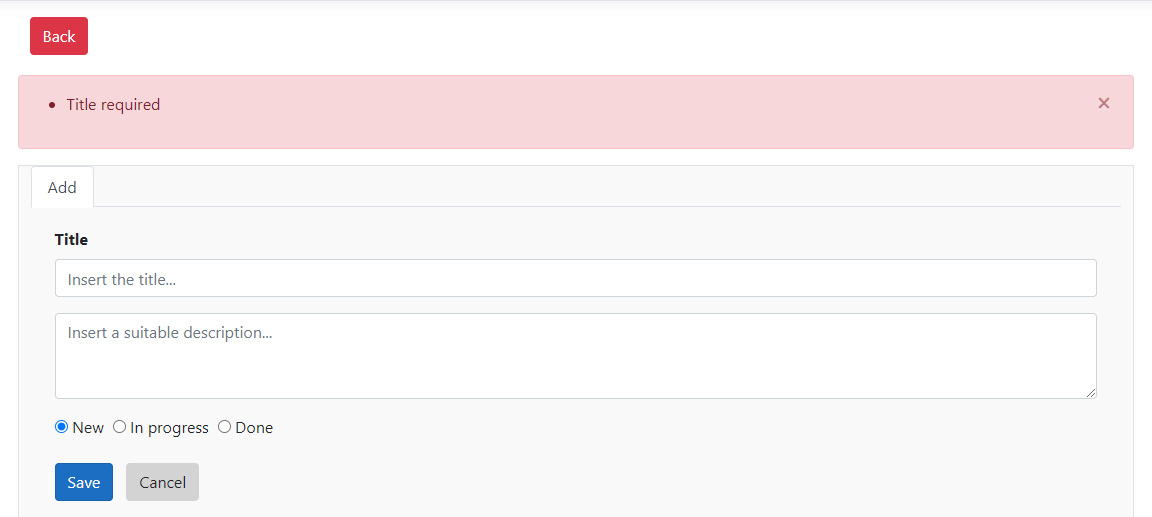 Back
Title required
×
Add
Title
Insert the title...
Insert a suitable description...
New In progress Done
Save Cancel